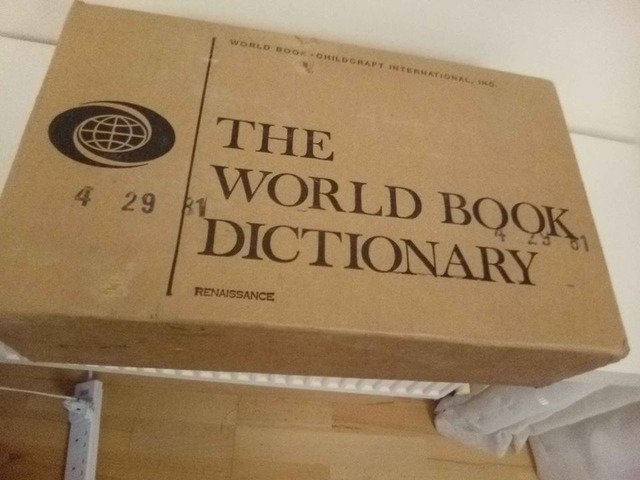 WORLD BOOK - CHILDCRAFT INTERNATIONAL, INC.
THE
WORLD BOOK
DICTIONARY
RENAISSANCE
4 29 81
4 29 81